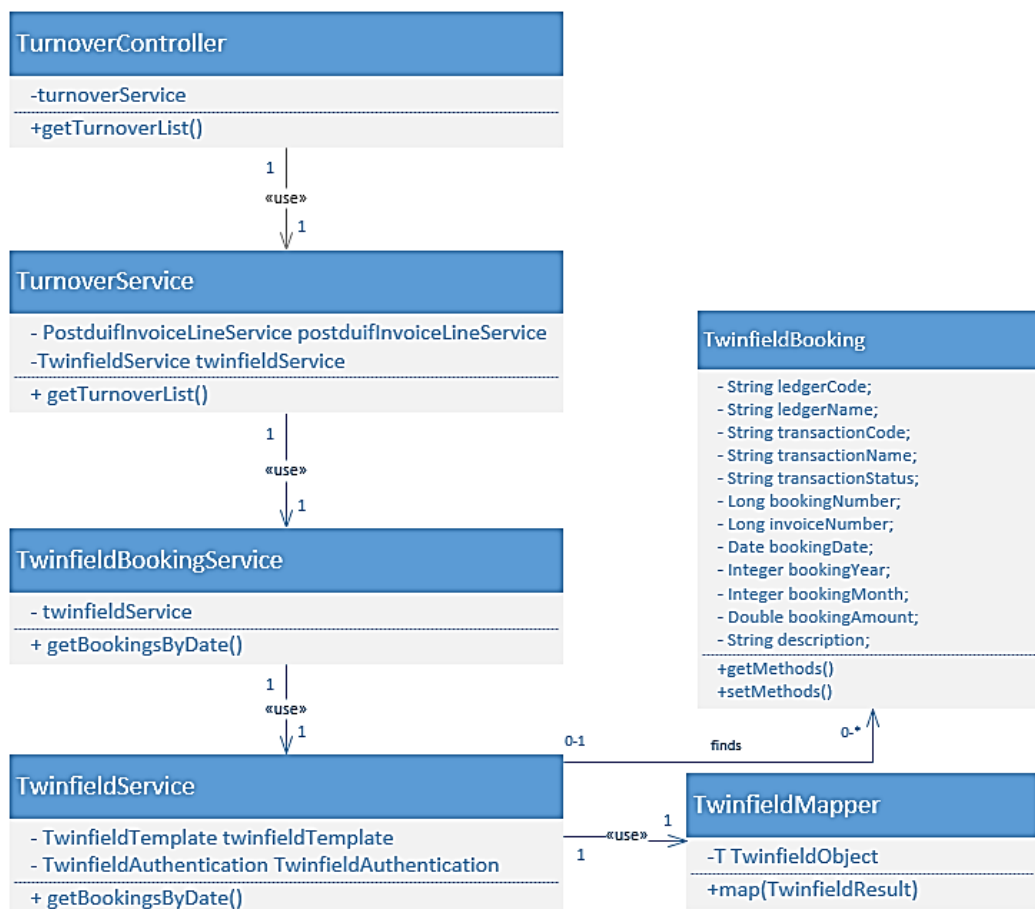 TurnoverController
-turnoverService
+getTurnoverList()
1
«use»
1
TurnoverService
- PostduifInvoiceLineService postduifInvoiceLineService
-TwinfieldService twinfieldService
+ getTurnoverList()
1
«use»
1
TwinfieldBookingService
- twinfieldService
+ getBookingsByDate()
1
«use»
1
TwinfieldService
- TwinfieldTemplate twinfieldTemplate
- TwinfieldAuthentication TwinfieldAuthentication
+ getBookingsByDate()
TwinfieldBooking
- String ledgerCode;
- String ledgerName;
- String transactionCode;
- String transactionName;
- String transactionStatus;
- Long bookingNumber;
- Long invoiceNumber;
- Date bookingDate;
- Integer bookingYear;
- Integer bookingMonth;
- Double bookingAmount;
- String description;
+getMethods()
+setMethods()
0-1
finds
0-*
1
«use»
1
TwinfieldMapper
-T TwinfieldObject
+map(TwinfieldResult)